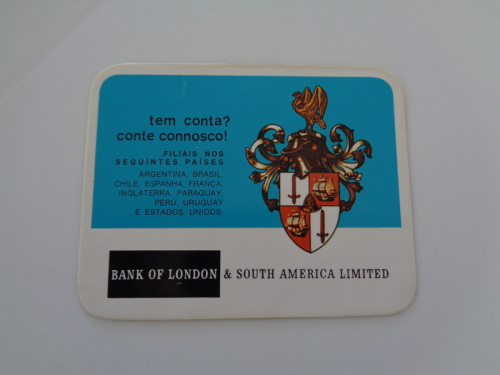 tem conta?
conte connosco!
FILIAIS NOS
SEGUINTES PAISES
ARGENTINA, BRASIL,
CHILE, ESPANHA, FRANÇA,
INGLATERRA, PARAGUAY,
PERÚ, URUGUAY
E ESTADOS UNIDOS.
BANK OF LONDON & SOUTH AMERICA LIMITED